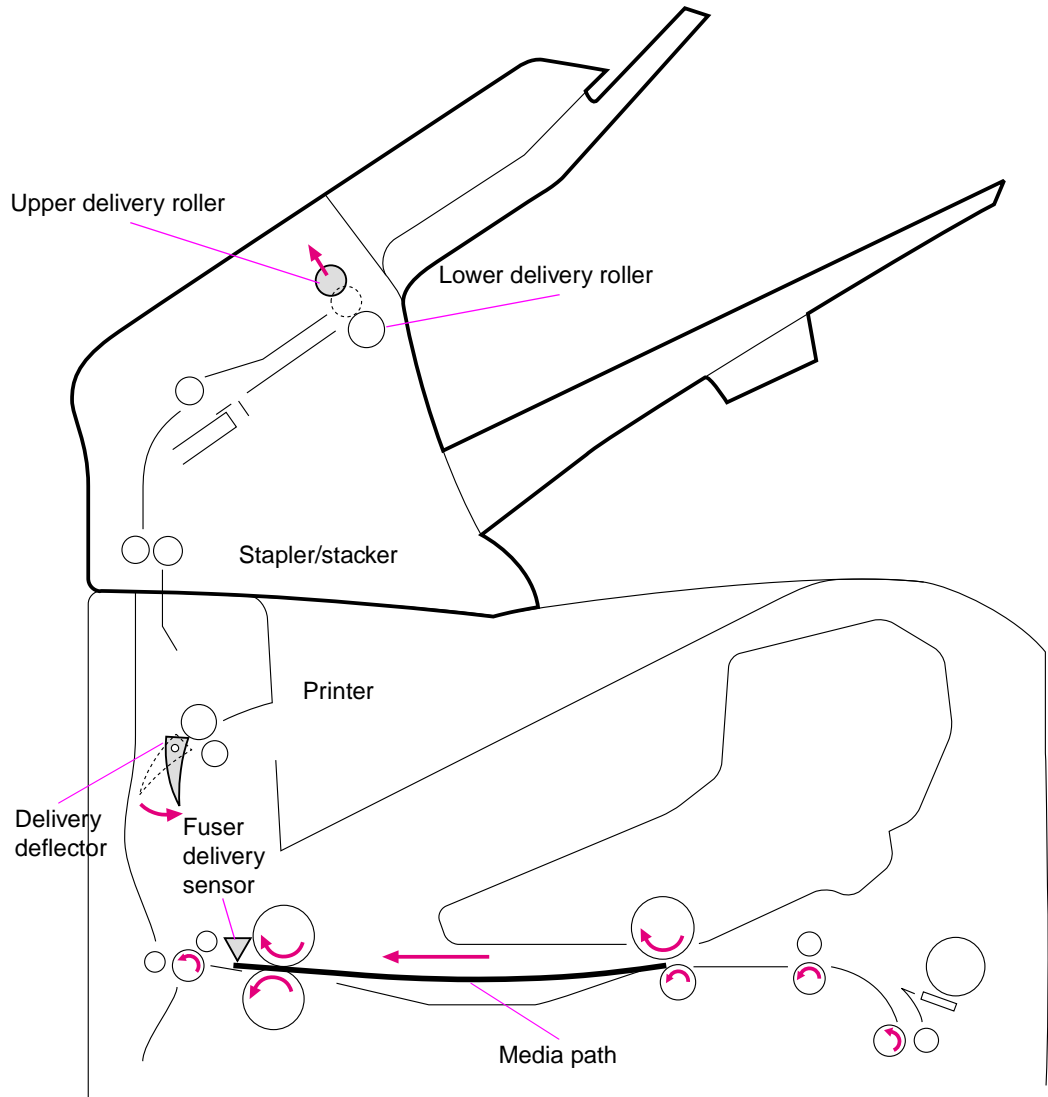 Upper delivery roller
Lower delivery roller
Stapler/stacker
Printer
Delivery
deflector
Fuser
delivery
sensor
Media path